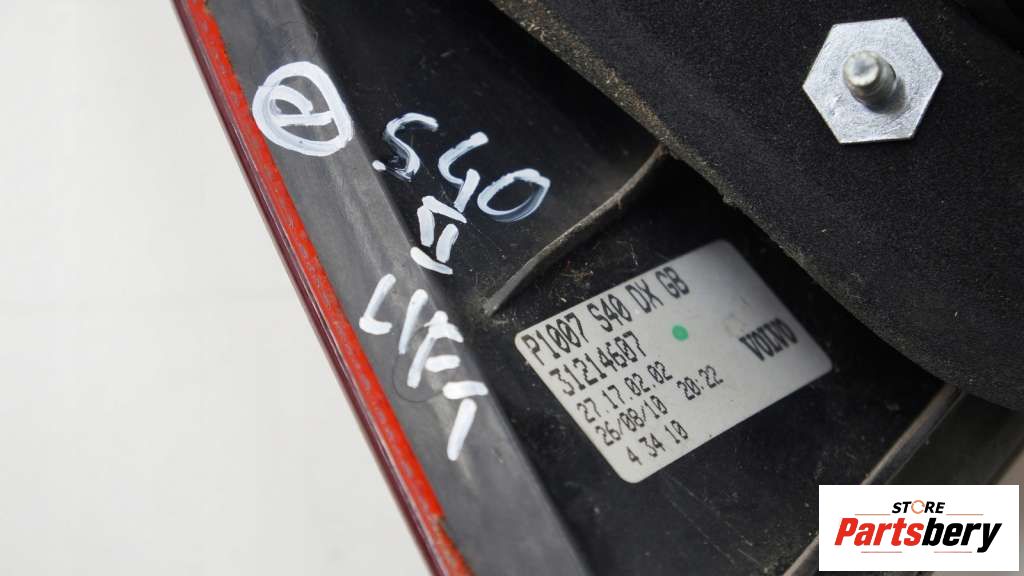 P
S40
P1007 S40 DX GB
31214607
27.17.02.02
26/08/10 20:22
4 34 10
VOLVO
STORE
Partsbery